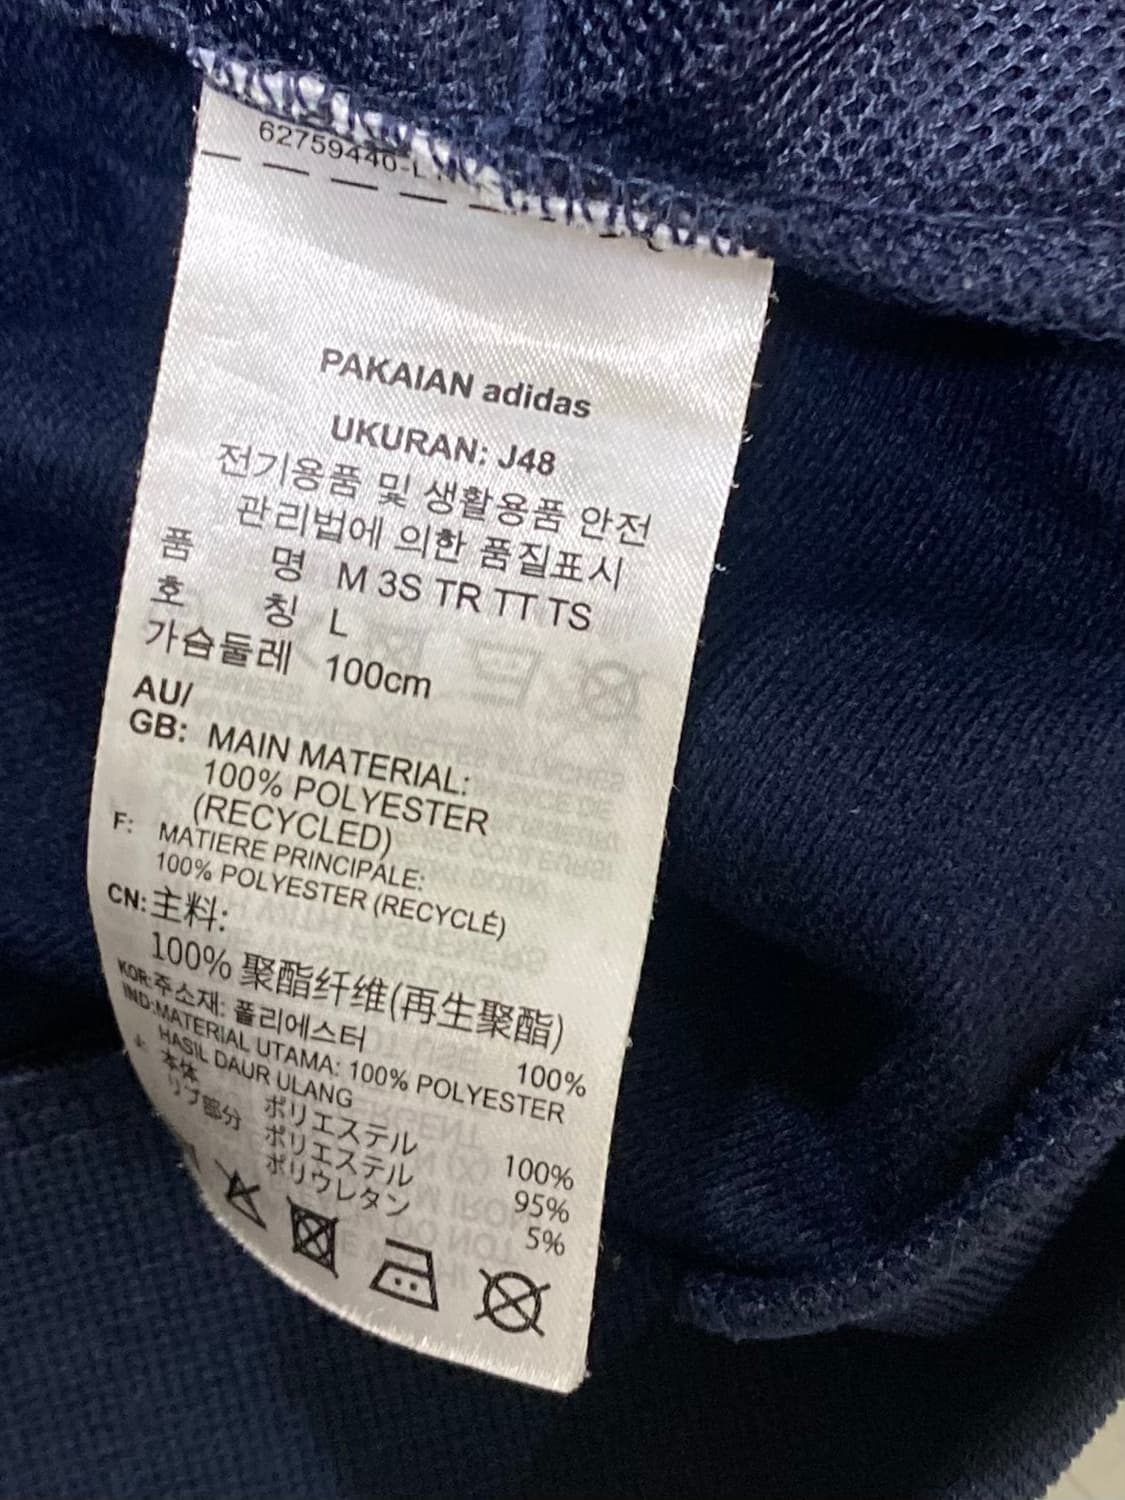 62759440-L
PAKAIAN adidas
UKURAN: J48
전기용품 및 생활용품 안전
관리법에 의한 품질표시
품 명 M 3S TR TT TS
호 칭 L
가슴둘레 100cm
AU/
GB: MAIN MATERIAL:
100% POLYESTER
(RECYCLED)
F: MATIERE PRINCIPALE:
100% POLYESTER (RECYCLÉ)
CN: 主料:
100% 聚酯纤维(再生聚酯)
KOR: 주소재: 폴리에스터 100%
IND: MATERIAL UTAMA: 100% POLYESTER
HASIL DAUR ULANG
J: 本体 ポリエステル 100%
リブ部分 ポリエステル 95%
ポリウレタン 5%